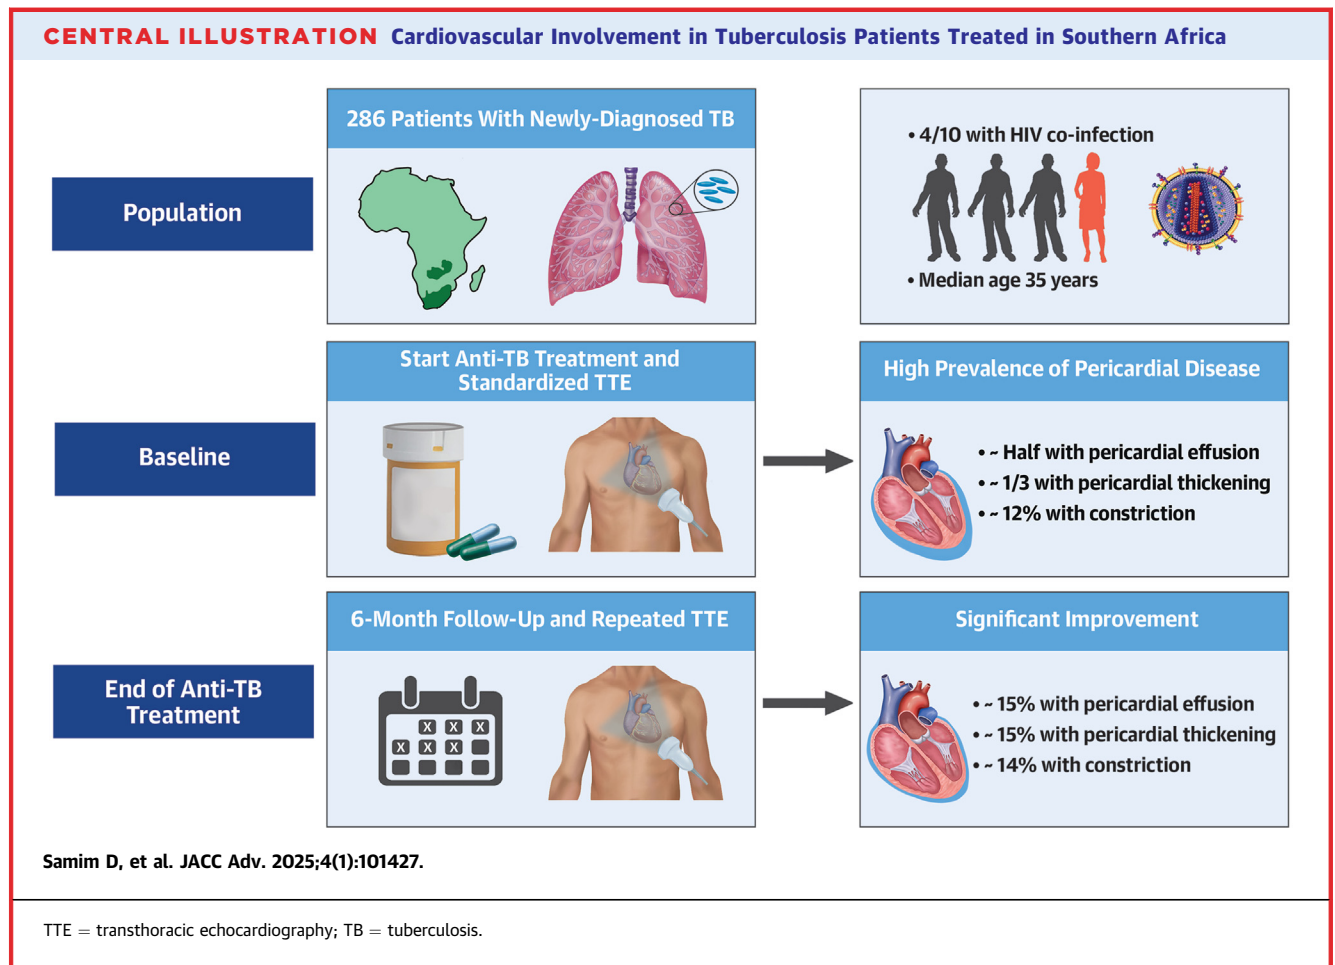 CENTRAL ILLUSTRATION Cardiovascular Involvement in Tuberculosis Patients Treated in Southern Africa
Population
286 Patients With Newly-Diagnosed TB
• 4/10 with HIV co-infection
• Median age 35 years
Baseline
Start Anti-TB Treatment and
Standardized TTE
High Prevalence of Pericardial Disease
• ~ Half with pericardial effusion
• ~ 1/3 with pericardial thickening
• ~ 12% with constriction
End of Anti-TB
Treatment
6-Month Follow-Up and Repeated TTE
X X X
X X X
Significant Improvement
• ~ 15% with pericardial effusion
• ~ 15% with pericardial thickening
• ~ 14% with constriction
Samim D, et al. JACC Adv. 2025;4(1):101427.
TTE = transthoracic echocardiography; TB = tuberculosis.